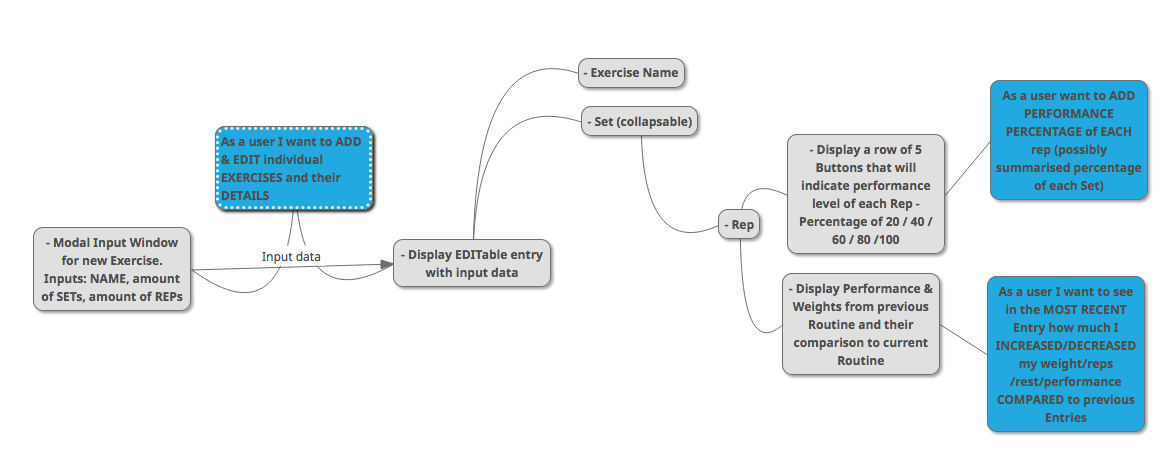 - Exercise Name
- Set (collapsable)
As a user want to ADD
PERFORMANCE
PERCENTAGE of EACH
rep (possibly
summarised percentage
of each Set)
As a user I want to ADD
& EDIT individual
EXERCISES and their
DETAILS
- Display a row of 5
Buttons that will
indicate performance
level of each Rep -
Percentage of 20 / 40 /
60 / 80 /100
- Rep
- Modal Input Window
for new Exercise.
Inputs: NAME, amount
of SETs, amount of REPs
Input data
- Display EDITable entry
with input data
- Display Performance &
Weights from previous
Routine and their
comparison to current
Routine
As a user I want to see
in the MOST RECENT
Entry how much I
INCREASED/DECREASED
my weight/reps
/rest/performance
COMPARED to previous
Entries